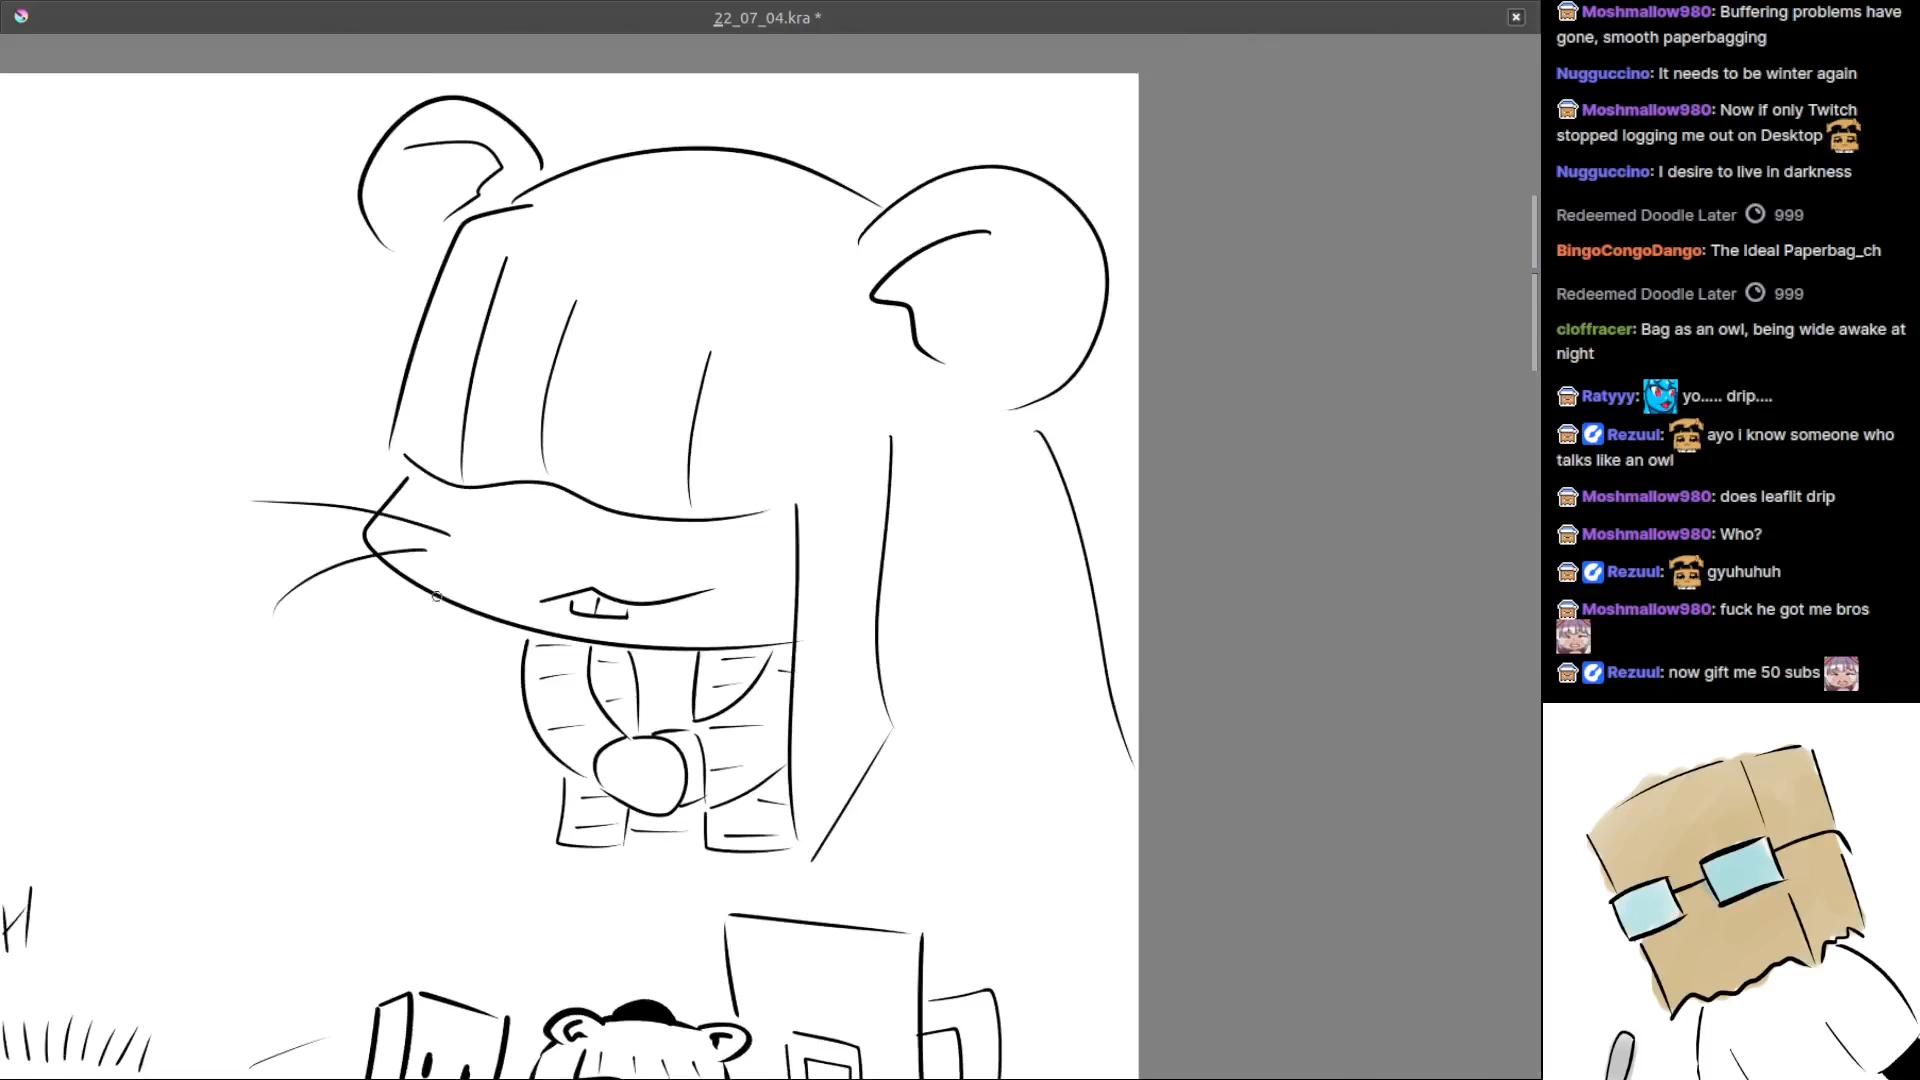 22_07_04.kra *
Moshmallow980: Buffering problems have
gone, smooth paperbagging
Nugguccino: It needs to be winter again
Moshmallow980: Now if only Twitch
stopped logging me out on Desktop
Nugguccino: I desire to live in darkness
Redeemed Doodle Later 999
BingoCongoDango: The Ideal Paperbag_ch
Redeemed Doodle Later 999
cloffracer: Bag as an owl, being wide awake at
night
Ratyyy: yo..... drip....
Rezuul: ayo i know someone who
talks like an owl
Moshmallow980: does leaflit drip
Moshmallow980: Who?
Rezuul: gyuhuhuh
Moshmallow980: fuck he got me bros
Rezuul: now gift me 50 subs